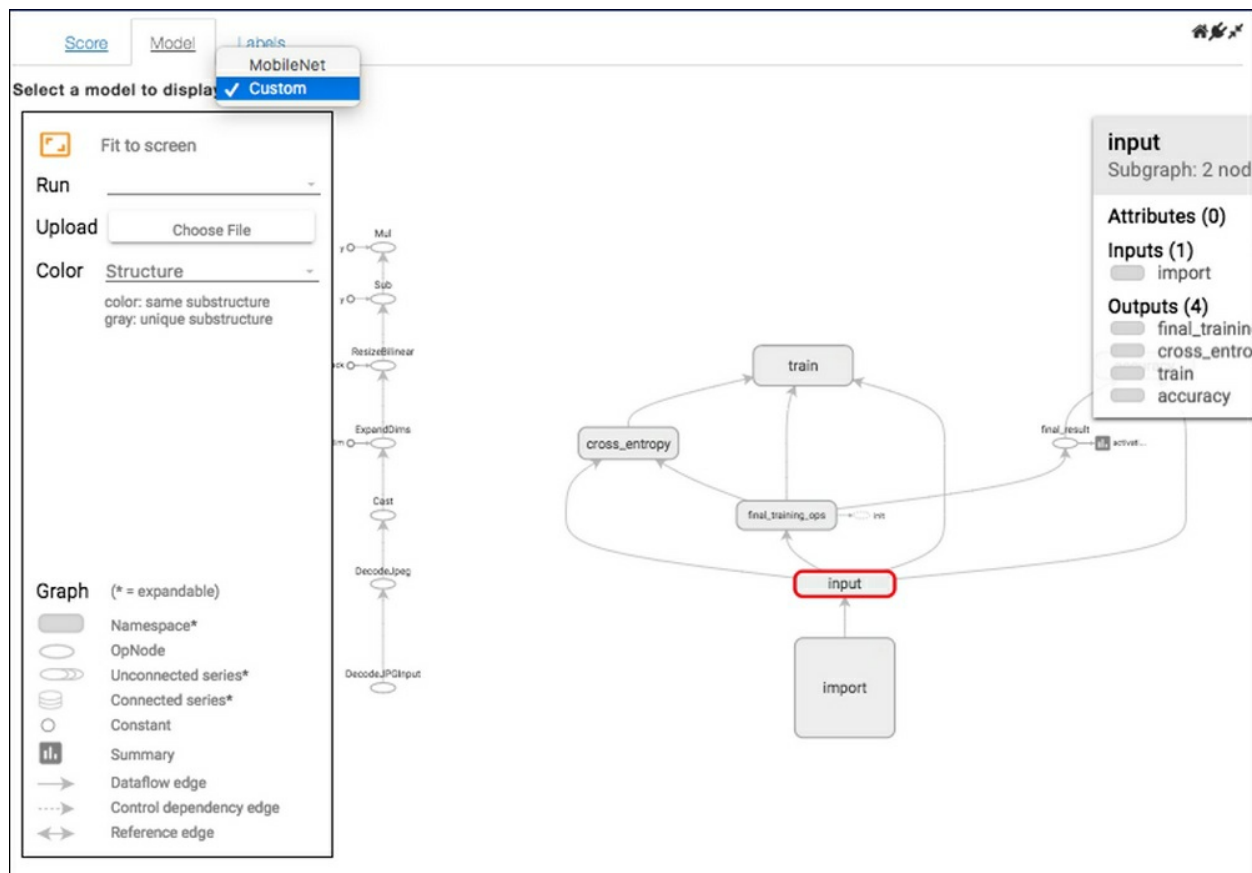 Score
Model
Labels
MobileNet
Select a model to display
✓ Custom
Fit to screen
Run
Upload
Choose File
Color
Structure
color: same substructure
gray: unique substructure
Graph
(* = expandable)
Namespace*
OpNode
Unconnected series*
Connected series*
Constant
Summary
Dataflow edge
Control dependency edge
Reference edge
Mul
y
Sub
y
ResizeBilinear
ExpandDims
Cast
DecodeJpeg
DecodeJPGInput
train
cross_entropy
final_training_ops
init
input
import
final_result
activati...
input
Subgraph: 2 nod
Attributes (0)
Inputs (1)
import
Outputs (4)
final_training
cross_entro
train
accuracy